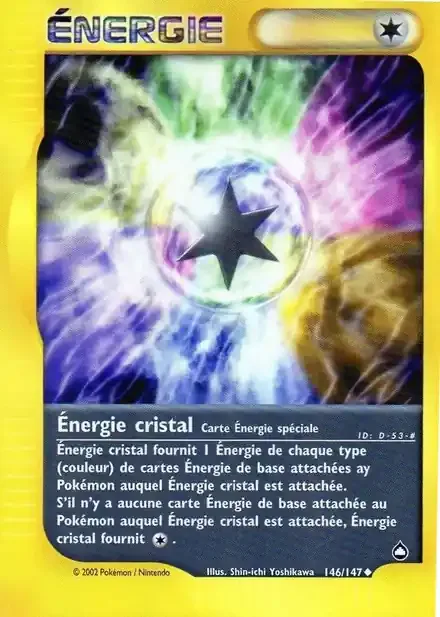 ÉNERGIE
Énergie cristal Carte Énergie spéciale
ID: D-53-#
Énergie cristal fournit 1 Énergie de chaque type
(couleur) de cartes Énergie de base attachées ay
Pokémon auquel Énergie cristal est attachée.
S'il n'y a aucune carte Énergie de base attachée au
Pokémon auquel Énergie cristal est attachée, Énergie
cristal fournit .
© 2002 Pokémon / Nintendo Illus. Shin-ichi Yoshikawa 146/147